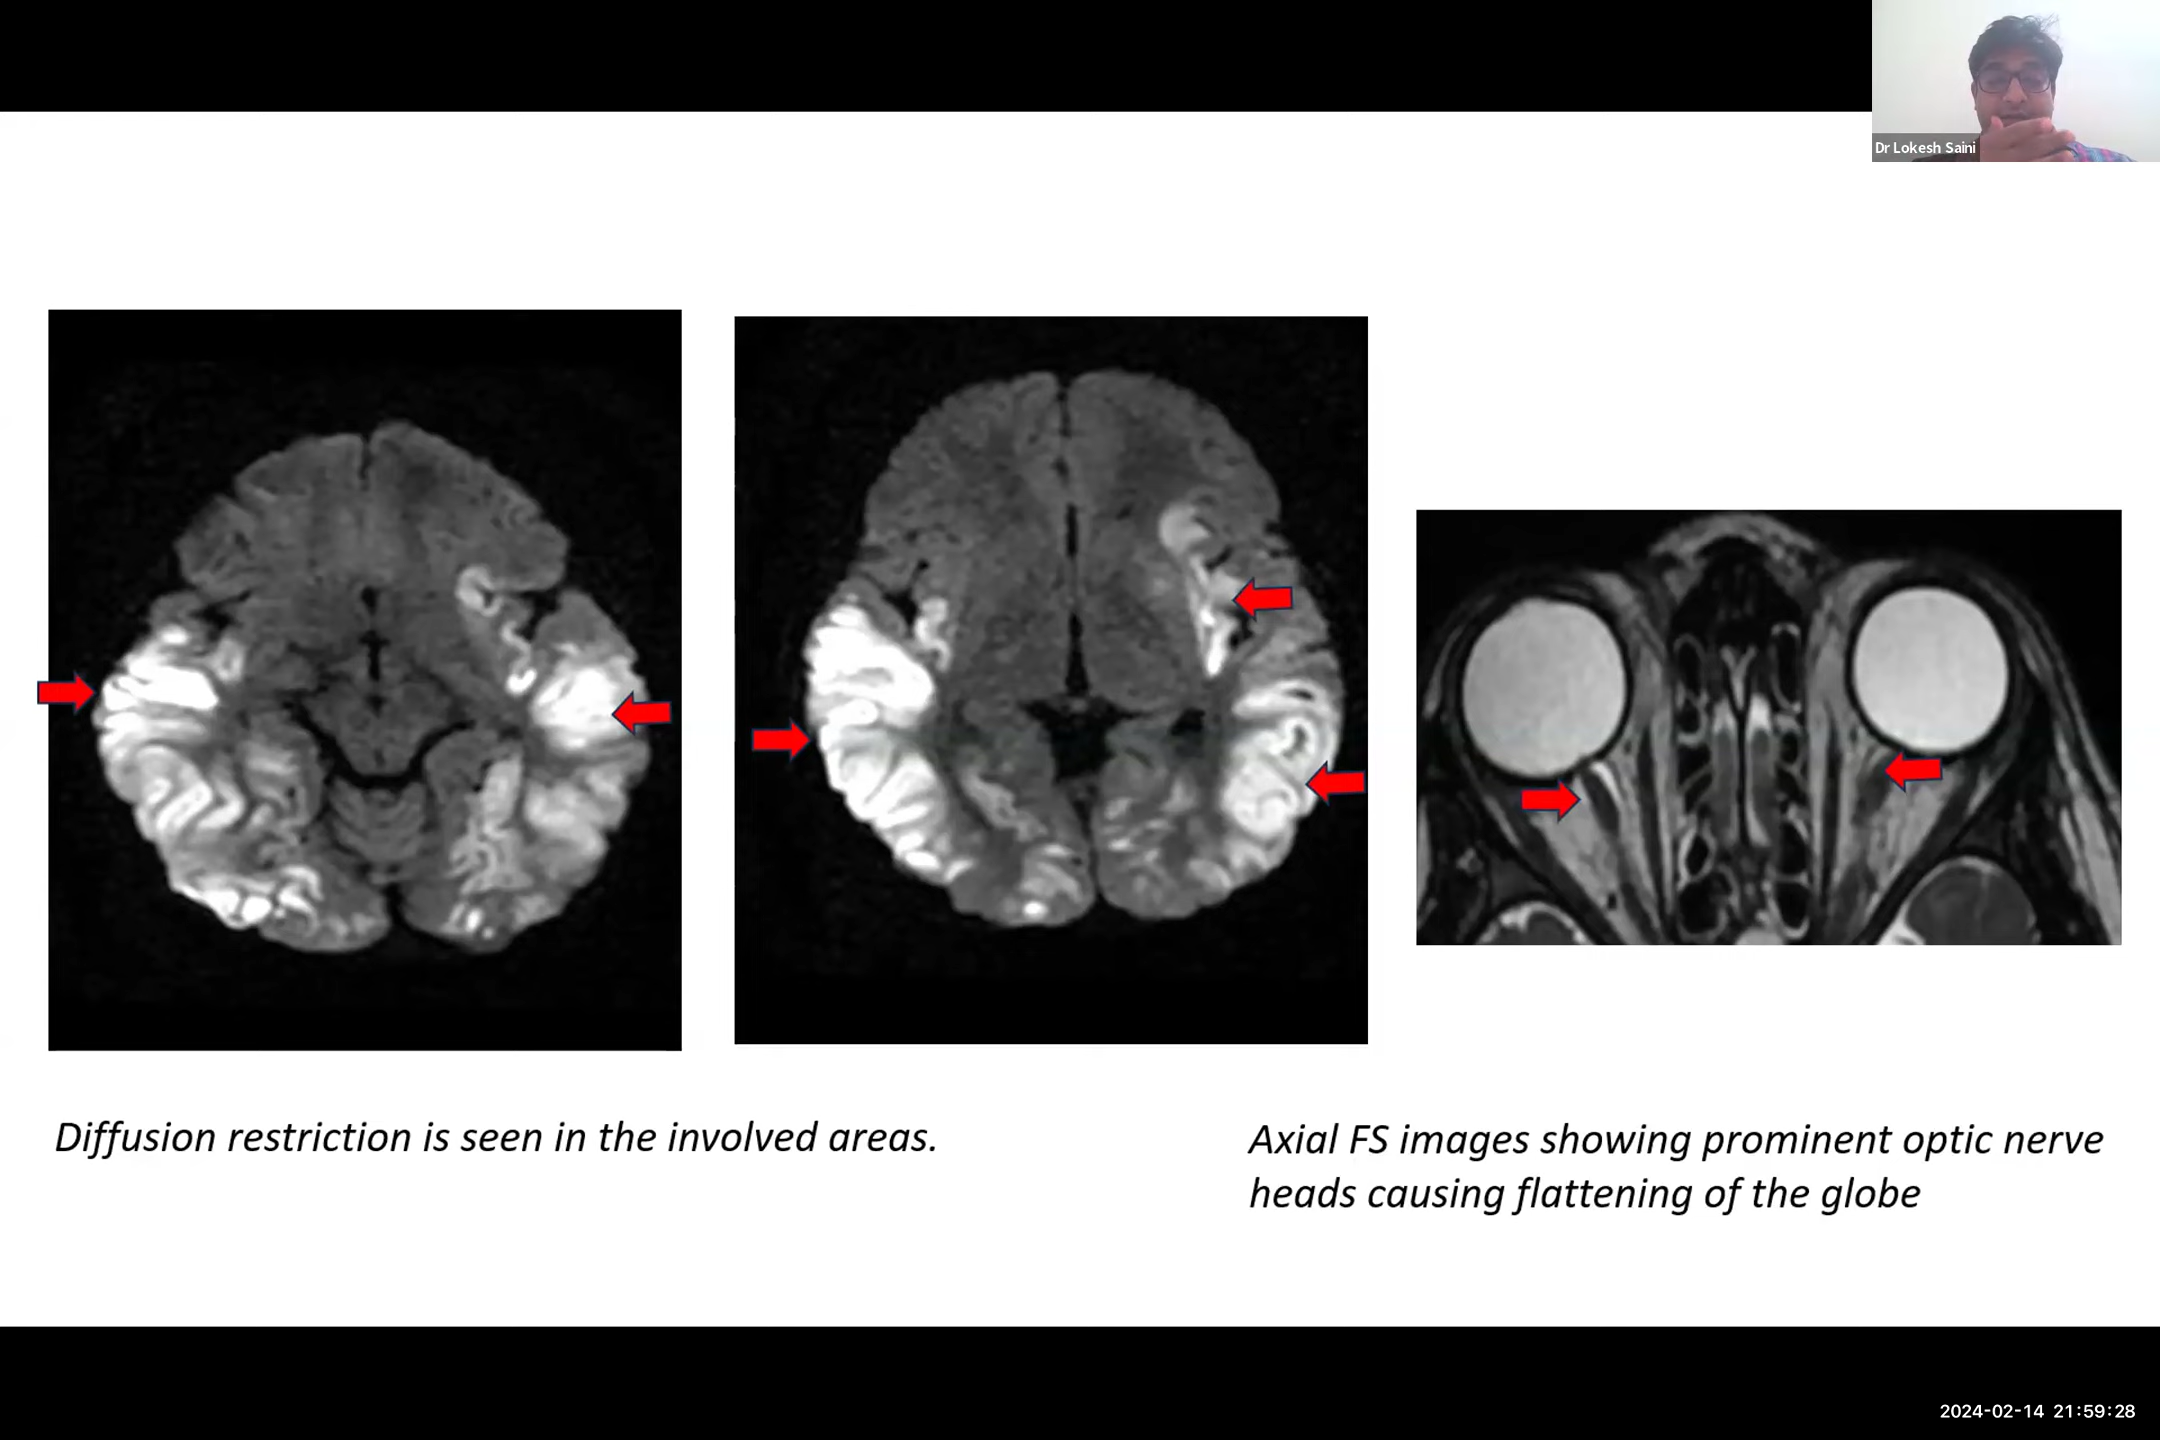 Dr Lokesh Saini
Diffusion restriction is seen in the involved areas.
Axial FS images showing prominent optic nerve
heads causing flattening of the globe
2024-02-14 21:59:28